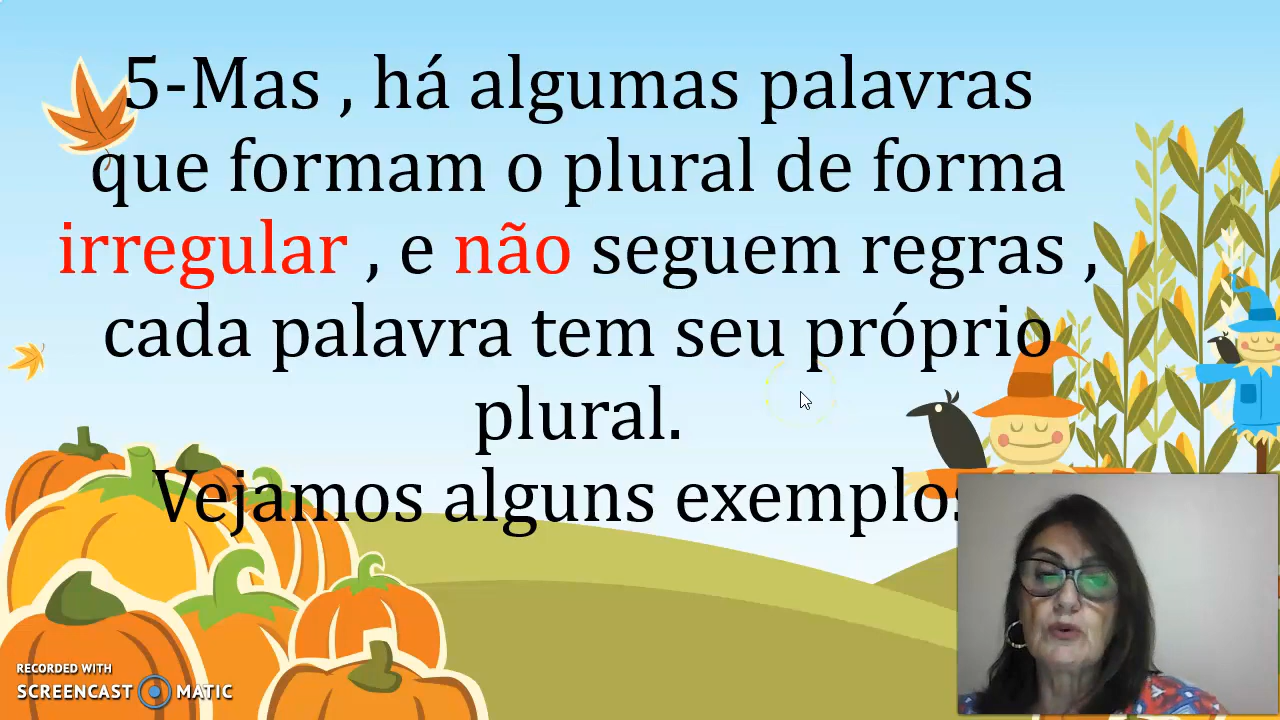 5-Mas , há algumas palavras
que formam o plural de forma
irregular , e não seguem regras ,
cada palavra tem seu próprio
plural.
Vejamos alguns exemplos
RECORDED WITH
SCREENCAST MATIC